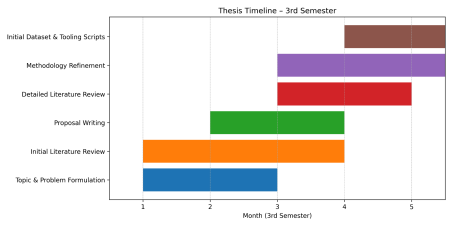 Thesis Timeline – 3rd Semester
Initial Dataset & Tooling Scripts
Methodology Refinement
Detailed Literature Review
Proposal Writing
Initial Literature Review
Topic & Problem Formulation
1 2 3 4 5
Month (3rd Semester)